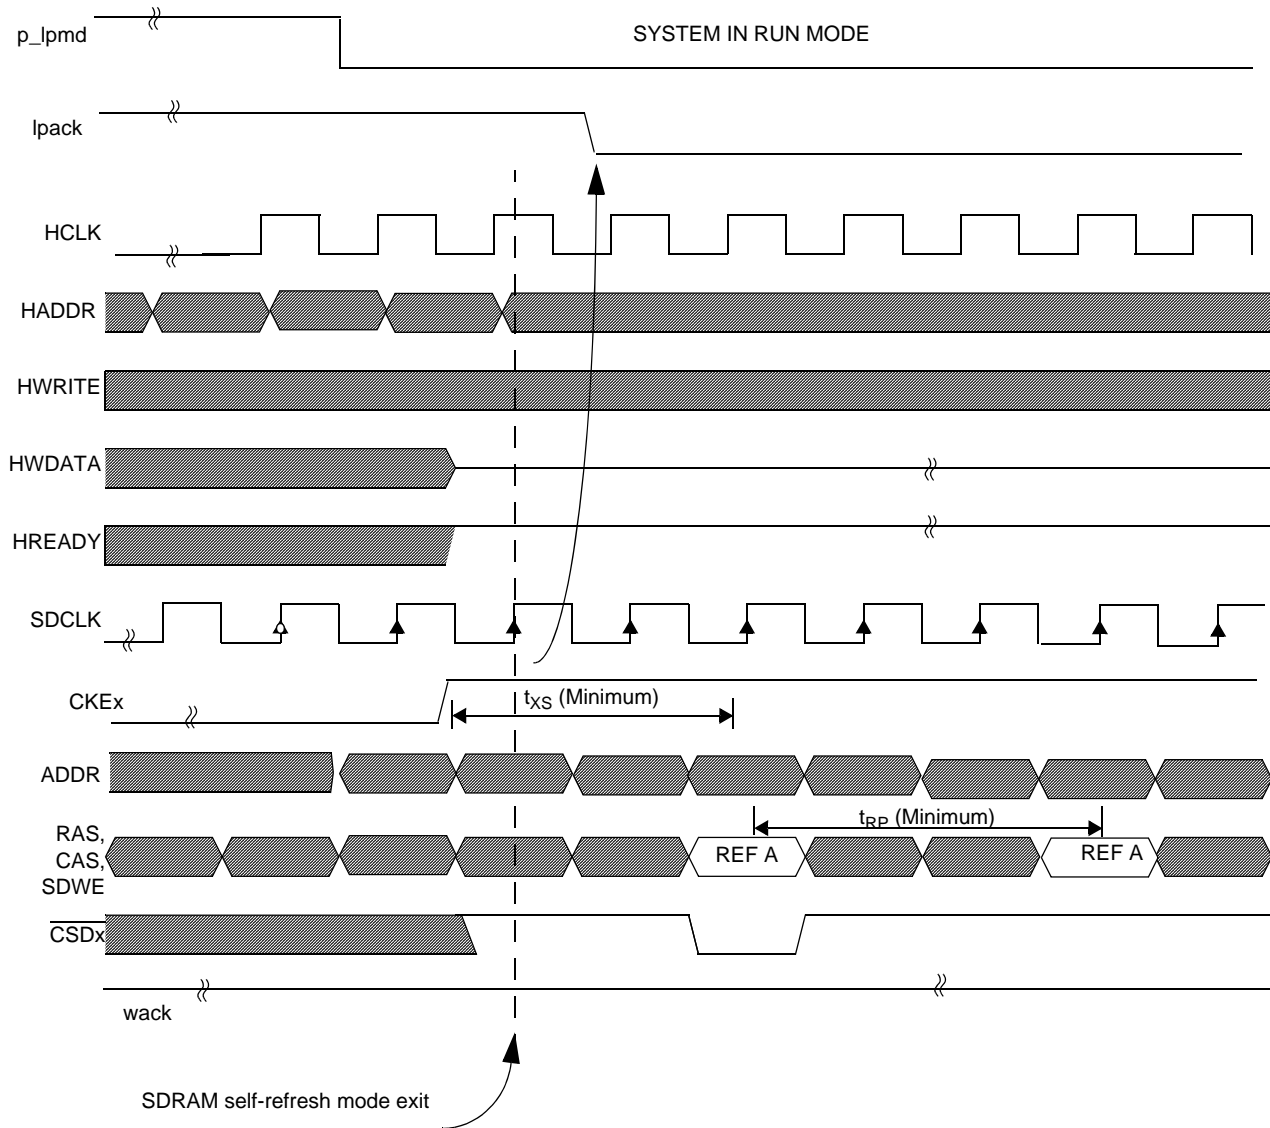 p_lpmd
SYSTEM IN RUN MODE
lpack
HCLK
HADDR
HWRITE
HWDATA
HREADY
SDCLK
CKEx
tXS (Minimum)
ADDR
tRP (Minimum)
RAS,
CAS,
SDWE
REF A
REF A
CSDx
wack
SDRAM self-refresh mode exit